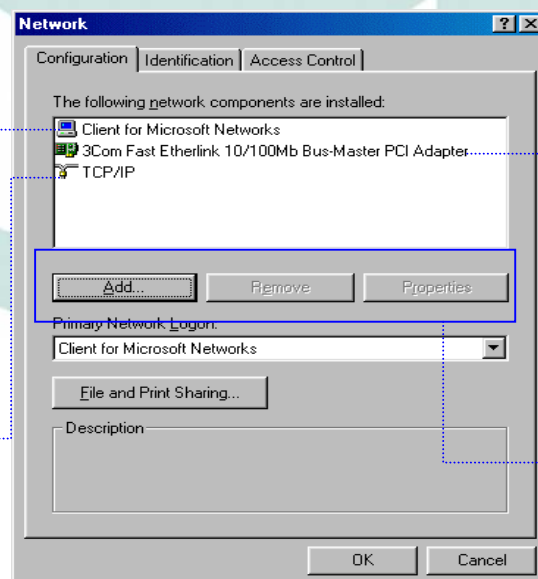 Network
Configuration Identification Access Control
The following network components are installed:
Client for Microsoft Networks
3Com Fast Etherlink 10/100Mb Bus-Master PCI Adapter
TCP/IP
Add... Remove Properties
Primary Network Logon:
Client for Microsoft Networks
File and Print Sharing...
Description
OK Cancel